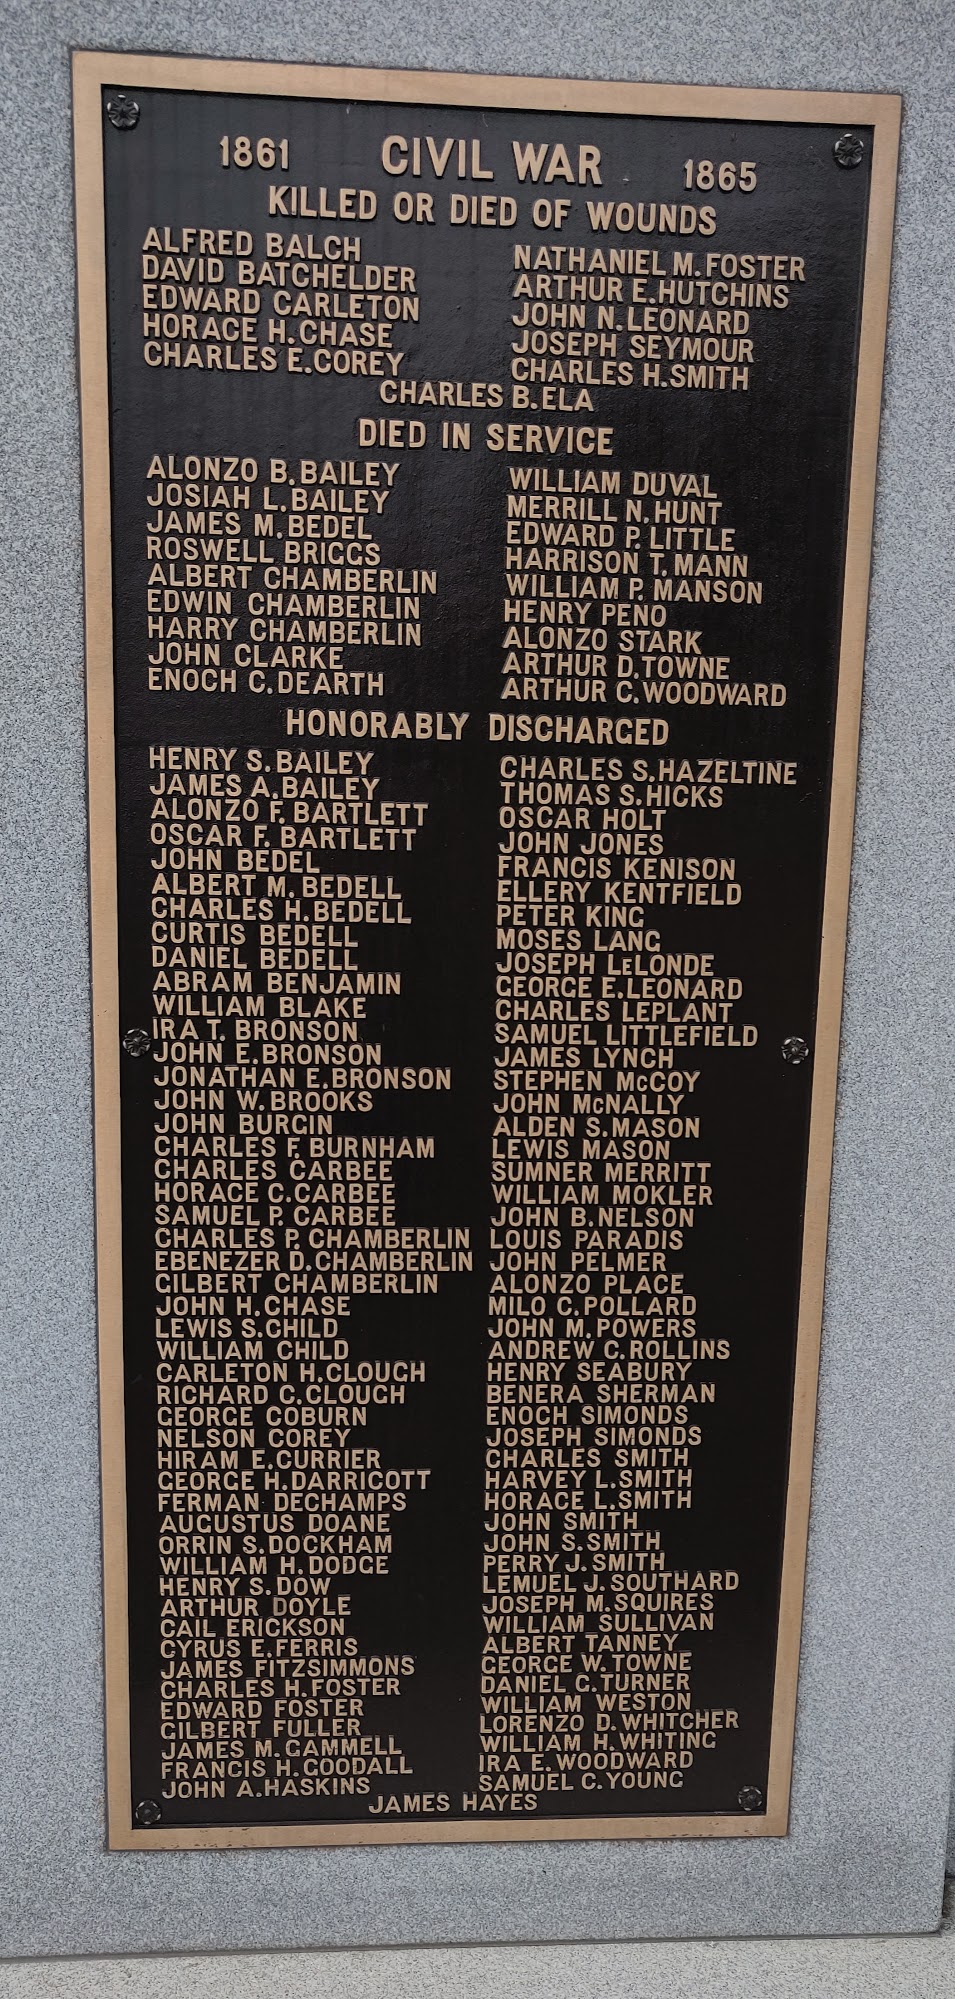 1861 CIVIL WAR 1865
KILLED OR DIED OF WOUNDS
ALFRED BALCH
DAVID BATCHELDER
EDWARD CARLETON
HORACE H. CHASE
CHARLES E. COREY
NATHANIEL M. FOSTER
ARTHUR E. HUTCHINS
JOHN N. LEONARD
JOSEPH SEYMOUR
CHARLES H. SMITH
CHARLES B. ELA
DIED IN SERVICE
ALONZO B. BAILEY
JOSIAH L. BAILEY
JAMES M. BEDEL
ROSWELL BRIGGS
ALBERT CHAMBERLIN
EDWIN CHAMBERLIN
HARRY CHAMBERLIN
JOHN CLARKE
ENOCH C. DEARTH
WILLIAM DUVAL
MERRILL N. HUNT
EDWARD P. LITTLE
HARRISON T. MANN
WILLIAM P. MANSON
HENRY PENO
ALONZO STARK
ARTHUR D. TOWNE
ARTHUR C. WOODWARD
HONORABLY DISCHARGED
HENRY S. BAILEY
JAMES A. BAILEY
ALONZO F. BARTLETT
OSCAR F. BARTLETT
JOHN BEDEL
ALBERT M. BEDELL
CHARLES H. BEDELL
CURTIS BEDELL
DANIEL BEDELL
ABRAM BENJAMIN
WILLIAM BLAKE
IRA T. BRONSON
JOHN E. BRONSON
JONATHAN E. BRONSON
JOHN W. BROOKS
JOHN BURGIN
CHARLES F. BURNHAM
CHARLES CARBEE
HORACE C. CARBEE
SAMUEL P. CARBEE
CHARLES P. CHAMBERLIN
EBENEZER D. CHAMBERLIN
GILBERT CHAMBERLIN
JOHN H. CHASE
LEWIS S. CHILD
WILLIAM CHILD
CARLETON H. CLOUGH
RICHARD C. CLOUGH
GEORGE COBURN
NELSON COREY
HIRAM E. CURRIER
GEORGE H. DARRICOTT
FERMAN DECHAMPS
AUGUSTUS DOANE
ORRIN S. DOCKHAM
WILLIAM H. DODGE
HENRY S. DOW
ARTHUR DOYLE
CAIL ERICKSON
CYRUS E. FERRIS
JAMES FITZSIMMONS
CHARLES H. FOSTER
EDWARD FOSTER
GILBERT FULLER
JAMES M. GAMMELL
FRANCIS H. GOODALL
JOHN A. HASKINS
CHARLES S. HAZELTINE
THOMAS S. HICKS
OSCAR HOLT
JOHN JONES
FRANCIS KENISON
ELLERY KENTFIELD
PETER KING
MOSES LANG
JOSEPH LeLONDE
GEORGE E. LEONARD
CHARLES LEPLANT
SAMUEL LITTLEFIELD
JAMES LYNCH
STEPHEN McCOY
JOHN McNALLY
ALDEN S. MASON
LEWIS MASON
SUMNER MERRITT
WILLIAM MOKLER
JOHN B. NELSON
LOUIS PARADIS
JOHN PELMER
ALONZO PLACE
MILO C. POLLARD
JOHN M. POWERS
ANDREW C. ROLLINS
HENRY SEABURY
BENERA SHERMAN
ENOCH SIMONDS
JOSEPH SIMONDS
CHARLES SMITH
HARVEY L. SMITH
HORACE L. SMITH
JOHN SMITH
JOHN S. SMITH
PERRY J. SMITH
LEMUEL J. SOUTHARD
JOSEPH M. SQUIRES
WILLIAM SULLIVAN
ALBERT TANNEY
GEORGE W. TOWNE
DANIEL G. TURNER
WILLIAM WESTON
LORENZO D. WHITCHER
WILLIAM H. WHITING
IRA E. WOODWARD
SAMUEL C. YOUNG
JAMES HAYES